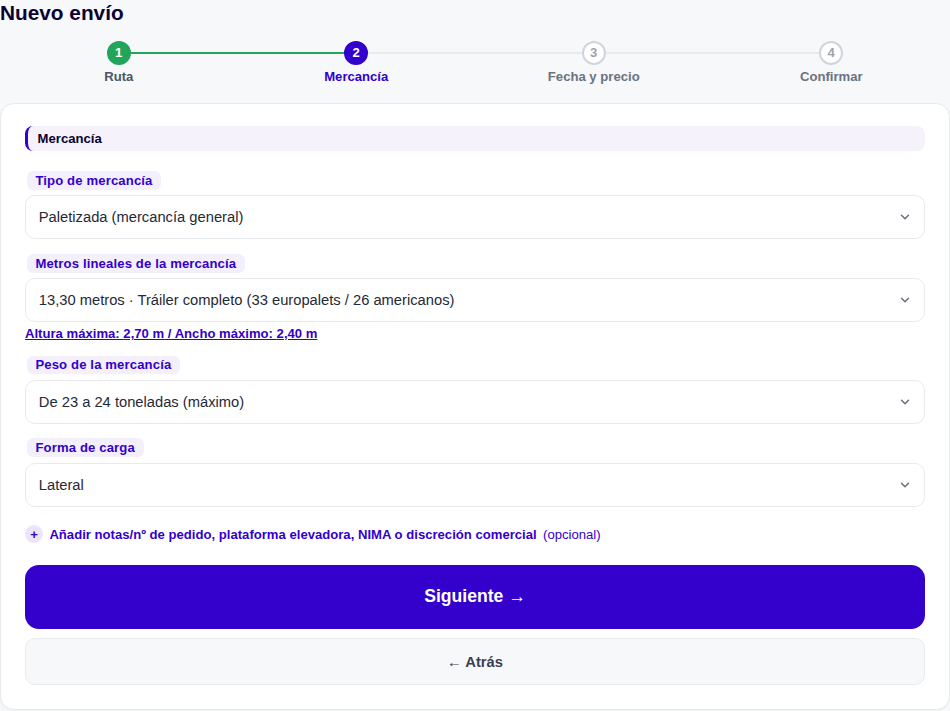 Nuevo envío
1
2
3
4
Ruta
Mercancía
Fecha y precio
Confirmar
Mercancía
Tipo de mercancía
Paletizada (mercancía general)
Metros lineales de la mercancía
13,30 metros · Tráiler completo (33 europalets / 26 americanos)
Altura máxima: 2,70 m / Ancho máximo: 2,40 m
Peso de la mercancía
De 23 a 24 toneladas (máximo)
Forma de carga
Lateral
+ Añadir notas/nº de pedido, plataforma elevadora, NIMA o discreción comercial (opcional)
Siguiente →
← Atrás